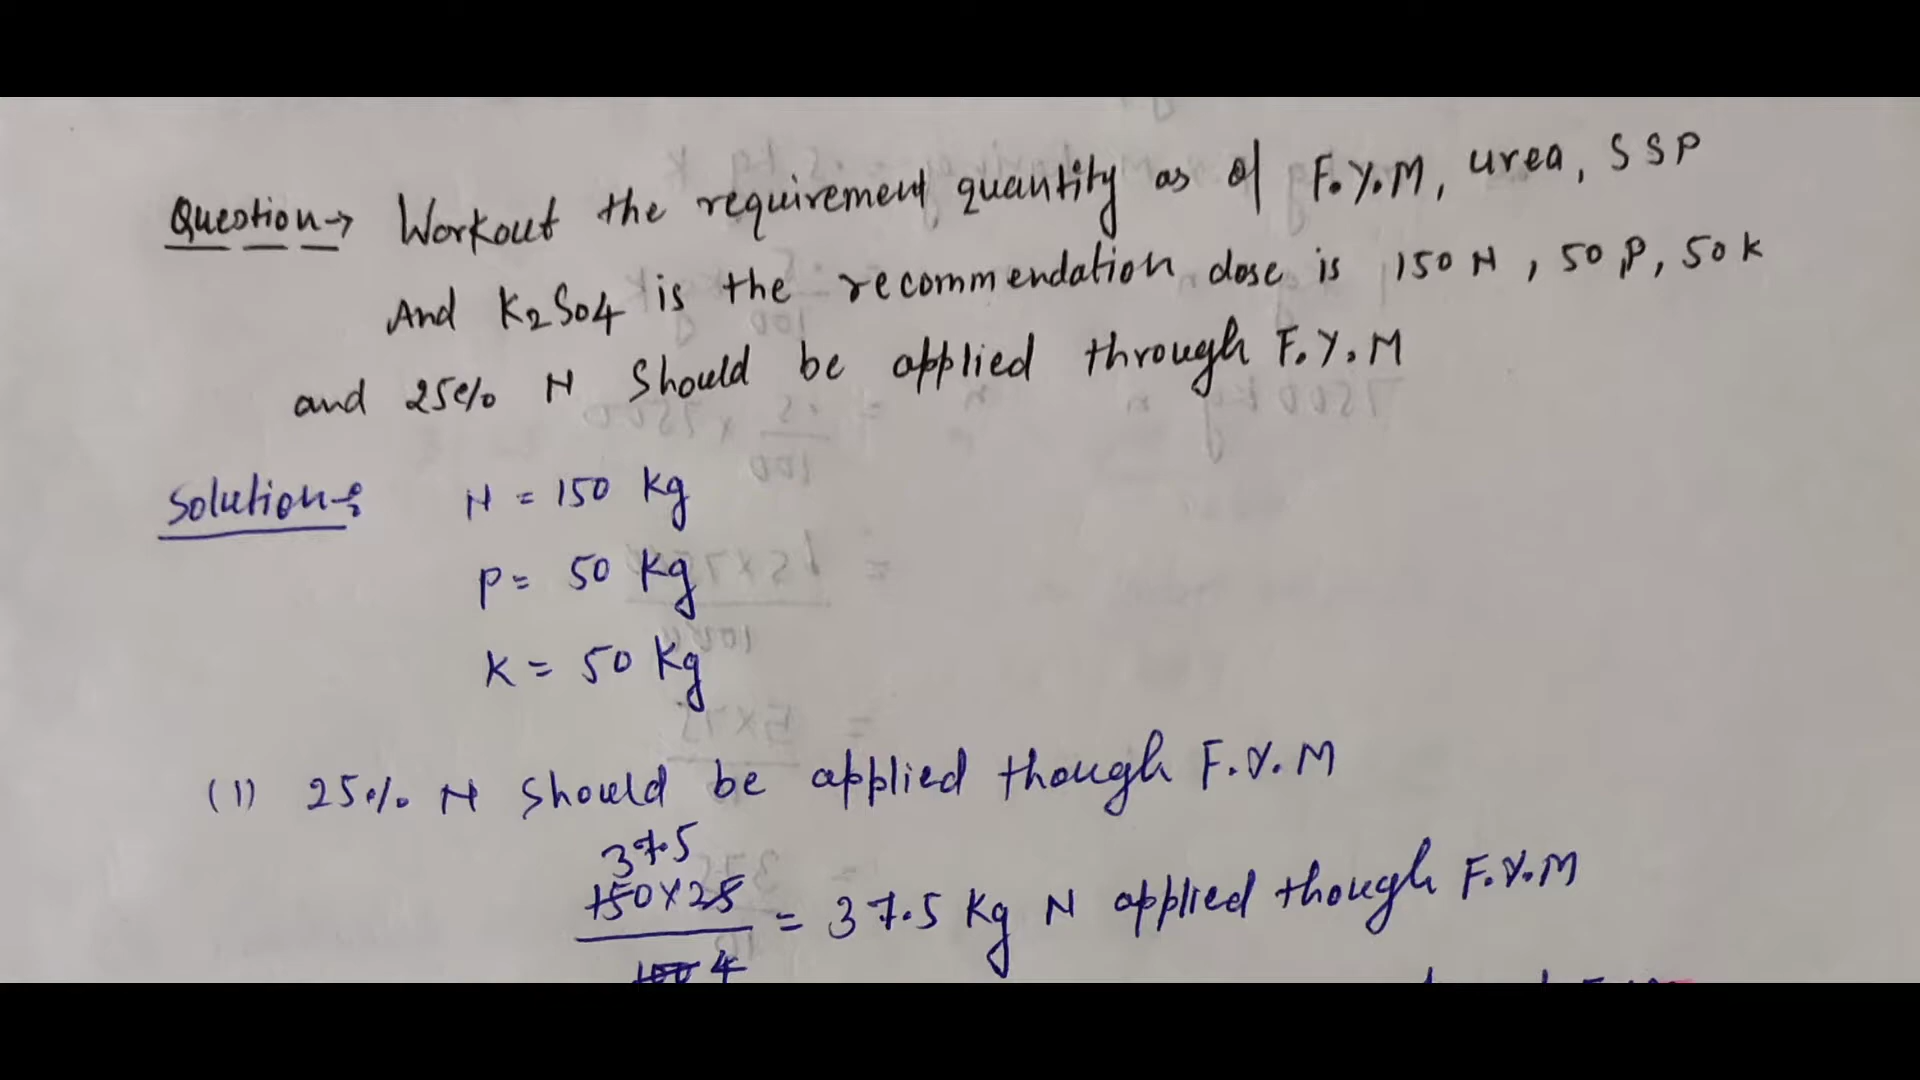 Question→ Workout the requirement quantity as of F.Y.M, urea, SSP
And K2SO4 is the recommendation dose is 150 N, 50 P, 50 K
and 25% N Should be applied through F.Y.M
Solution:
N = 150 kg
P = 50 kg
K = 50 kg
(1) 25% N should be applied though F.Y.M
37.5
150×25
= 37.5 kg N applied though F.Y.M
100 4